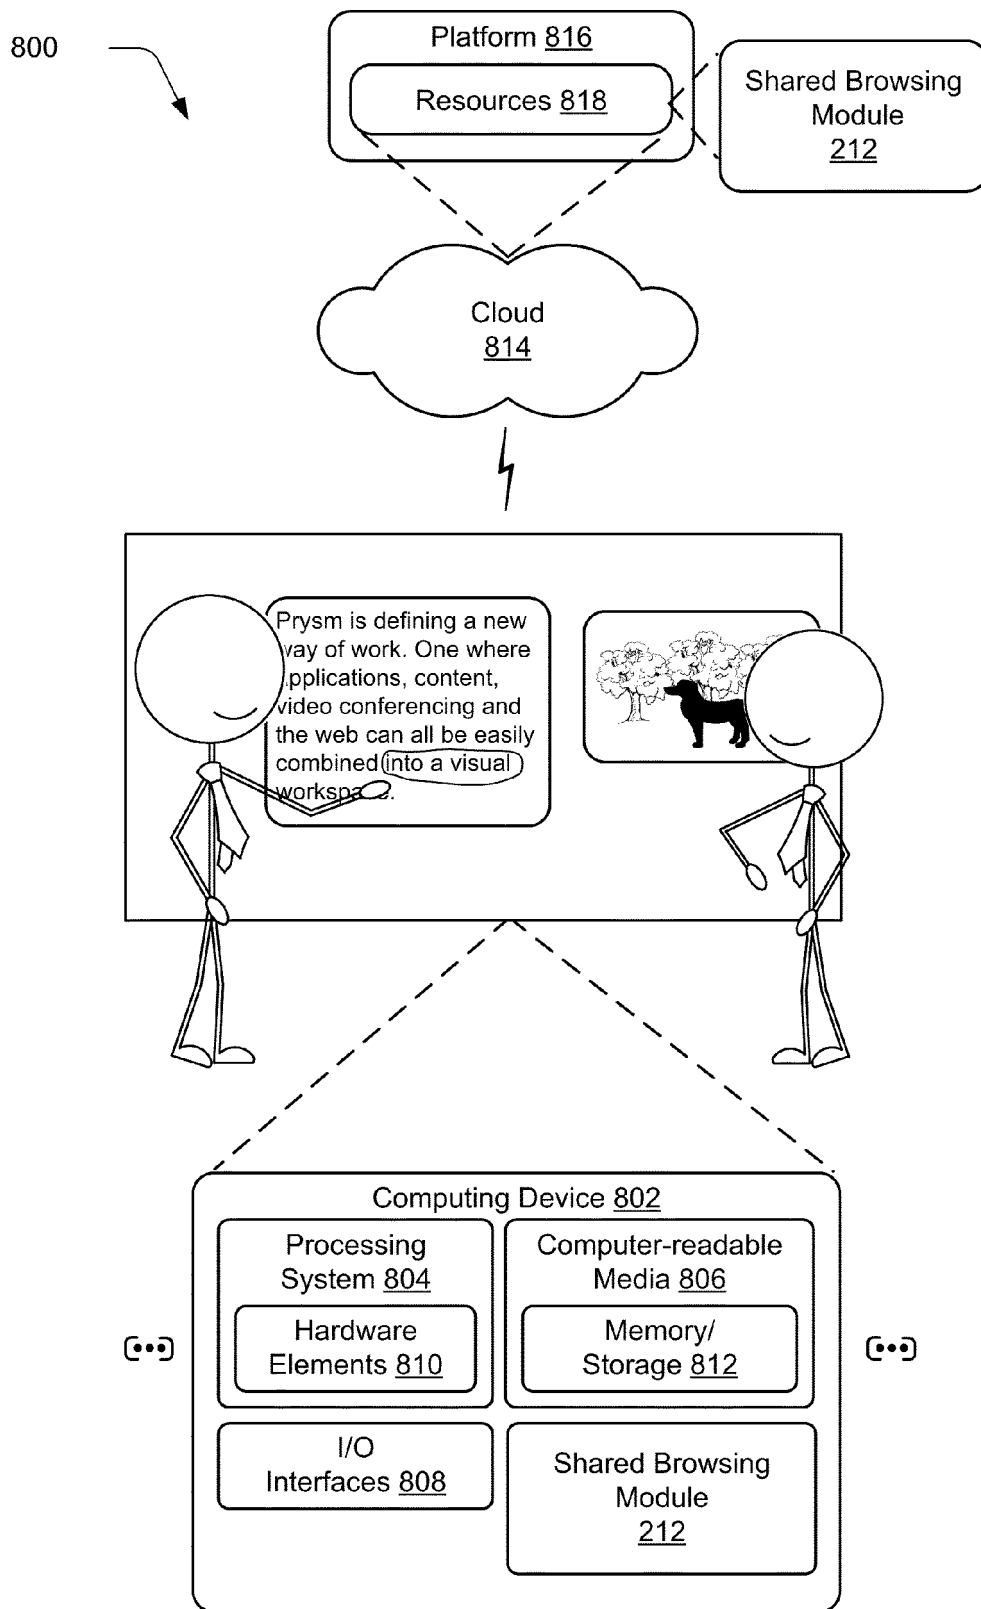 800
Platform 816
Resources 818
Shared Browsing
Module
212
Cloud
814
Prysm is defining a new
way of work. One where
applications, content,
video conferencing and
the web can all be easily
combined into a visual
workspace.
Computing Device 802
Processing
System 804
Hardware
Elements 810
Computer-readable
Media 806
Memory/
Storage 812
I/O
Interfaces 808
Shared Browsing
Module
212